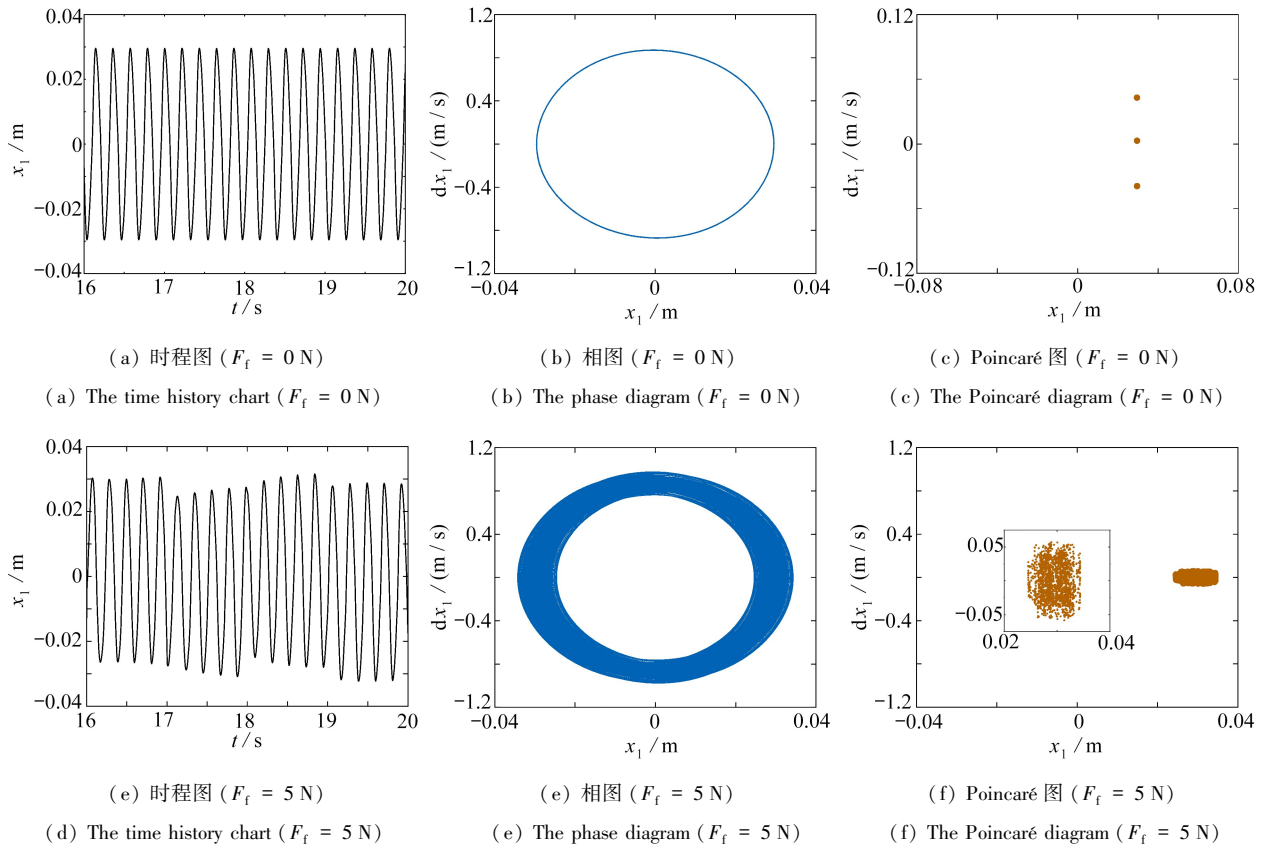 0.04
0.02
0
−0.02
−0.04
x1 / m
16
17
18
19
20
t / s
1.2
0.4
−0.4
−1.2
dx1 / (m / s)
−0.04
0
0.04
x1 / m
0.12
0
−0.12
dx1 / (m / s)
−0.08
0
0.08
x1 / m
(a) 时程图 (Ff = 0 N)
(b) 相图 (Ff = 0 N)
(c) Poincaré 图 (Ff = 0 N)
(a) The time history chart (Ff = 0 N)
(b) The phase diagram (Ff = 0 N)
(c) The Poincaré diagram (Ff = 0 N)
0.04
0.02
0
−0.02
−0.04
x1 / m
16
17
18
19
20
t / s
1.2
0.4
−0.4
−1.2
dx1 / (m / s)
−0.04
0
0.04
x1 / m
1.2
0.4
−0.4
−1.2
dx1 / (m / s)
0.05
−0.05
0.02
0.04
−0.04
0
0.04
x1 / m
(e) 时程图 (Ff = 5 N)
(e) 相图 (Ff = 5 N)
(f) Poincaré 图 (Ff = 5 N)
(d) The time history chart (Ff = 5 N)
(e) The phase diagram (Ff = 5 N)
(f) The Poincaré diagram (Ff = 5 N)